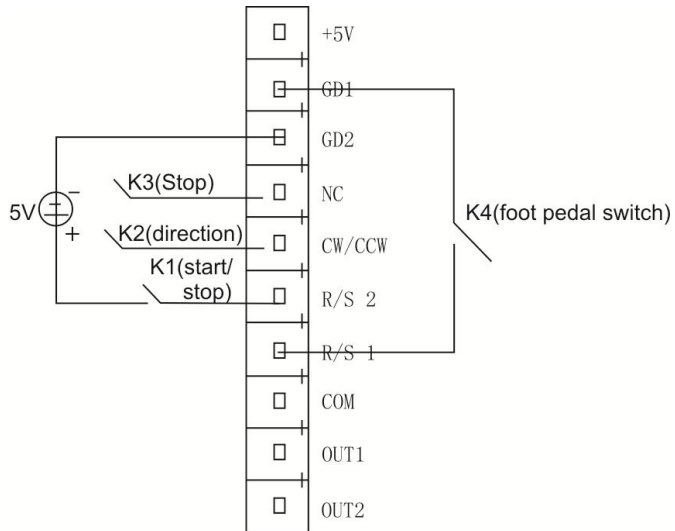 +5V
GD1
GD2
K3(Stop)
NC
5V
-
+
K4(foot pedal switch)
K2(direction)
CW/CCW
K1(start/
stop)
R/S 2
R/S 1
COM
OUT1
OUT2